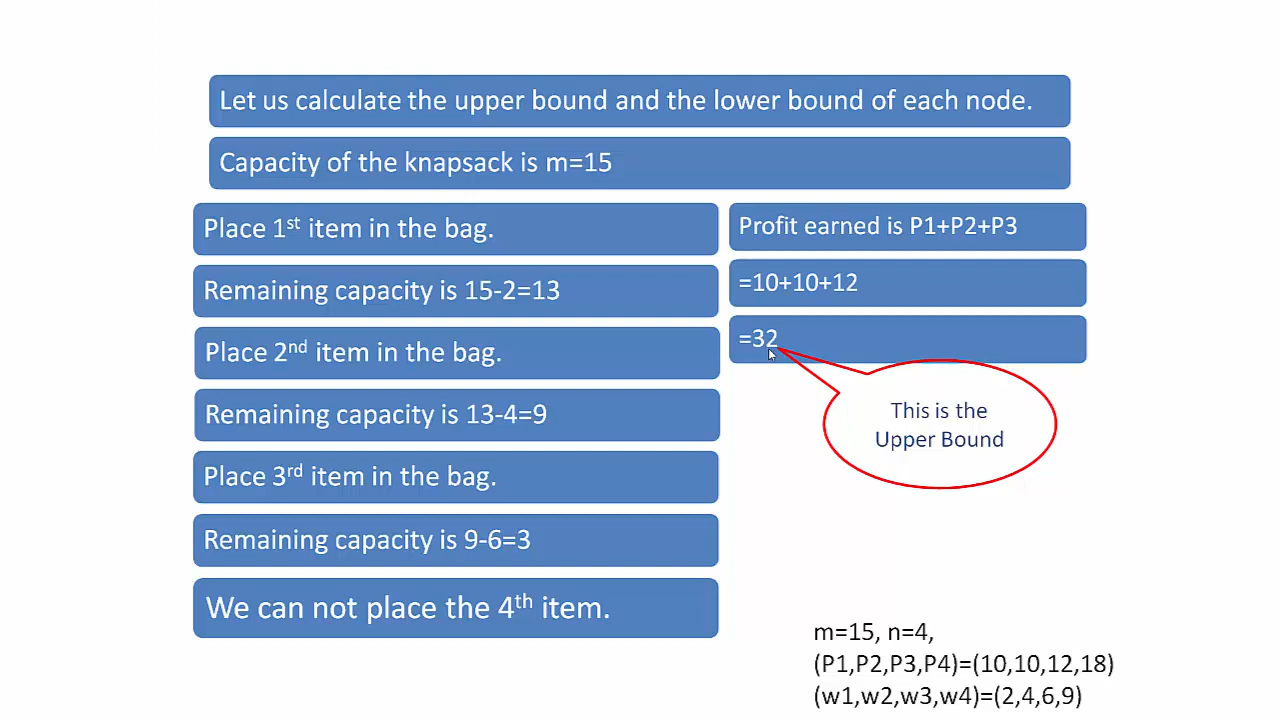 Let us calculate the upper bound and the lower bound of each node.
Capacity of the knapsack is m=15
Place 1st item in the bag.
Remaining capacity is 15-2=13
Place 2nd item in the bag.
Remaining capacity is 13-4=9
Place 3rd item in the bag.
Remaining capacity is 9-6=3
We can not place the 4th item.
Profit earned is P1+P2+P3
=10+10+12
=32
This is the
Upper Bound
m=15, n=4,
(P1,P2,P3,P4)=(10,10,12,18)
(w1,w2,w3,w4)=(2,4,6,9)